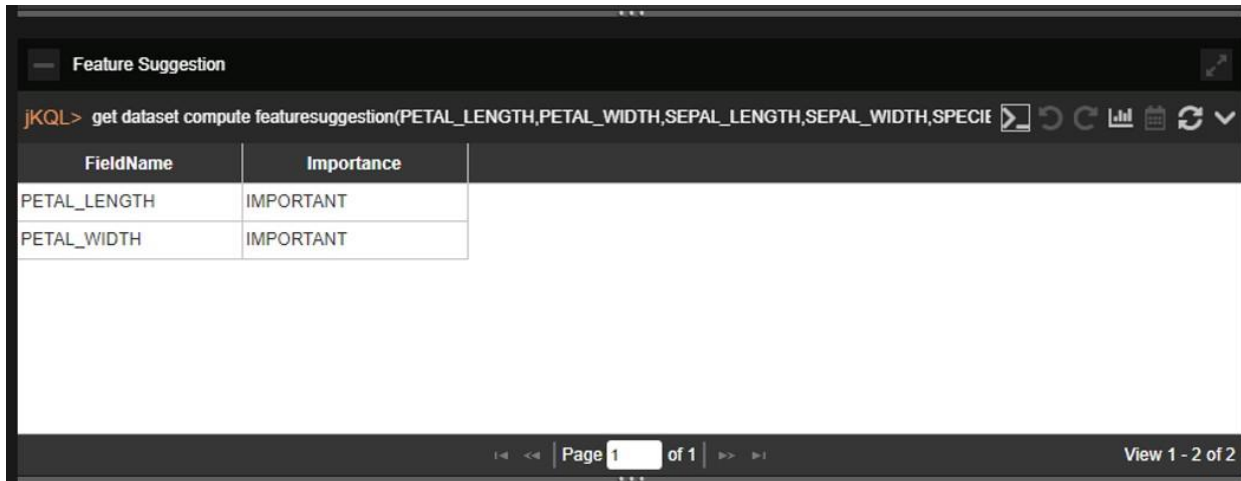 Feature Suggestion
jKQL> get dataset compute featuresuggestion(PETAL_LENGTH,PETAL_WIDTH,SEPAL_LENGTH,SEPAL_WIDTH,SPECIE
FieldName Importance
PETAL_LENGTH IMPORTANT
PETAL_WIDTH IMPORTANT
Page 1 of 1 View 1 - 2 of 2